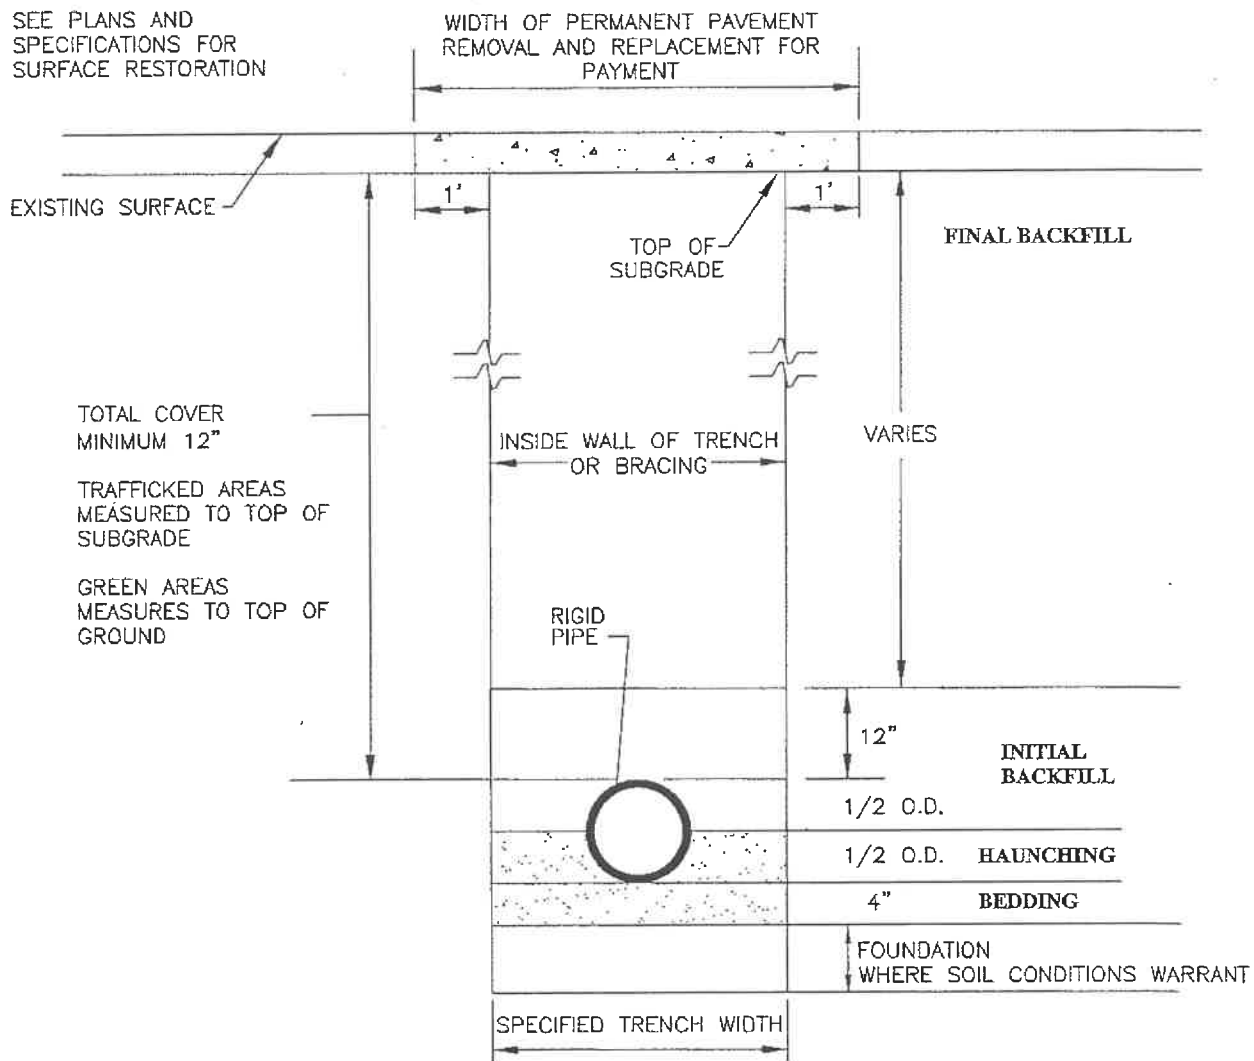 SEE PLANS AND
SPECIFICATIONS FOR
SURFACE RESTORATION
WIDTH OF PERMANENT PAVEMENT
REMOVAL AND REPLACEMENT FOR
PAYMENT
EXISTING SURFACE
1'
1'
TOP OF
SUBGRADE
FINAL BACKFILL
TOTAL COVER
MINIMUM 12"
TRAFFICKED AREAS
MEASURED TO TOP OF
SUBGRADE
GREEN AREAS
MEASURES TO TOP OF
GROUND
INSIDE WALL OF TRENCH
OR BRACING
VARIES
RIGID
PIPE
12"
INITIAL
BACKFILL
1/2 O.D.
1/2 O.D. HAUNCHING
4" BEDDING
FOUNDATION
WHERE SOIL CONDITIONS WARRANT
SPECIFIED TRENCH WIDTH